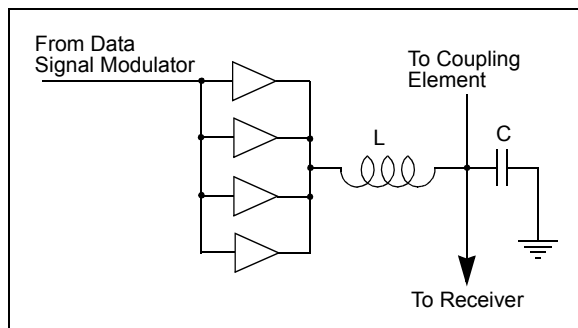 From Data
Signal Modulator
To Coupling
Element
L
C
To Receiver